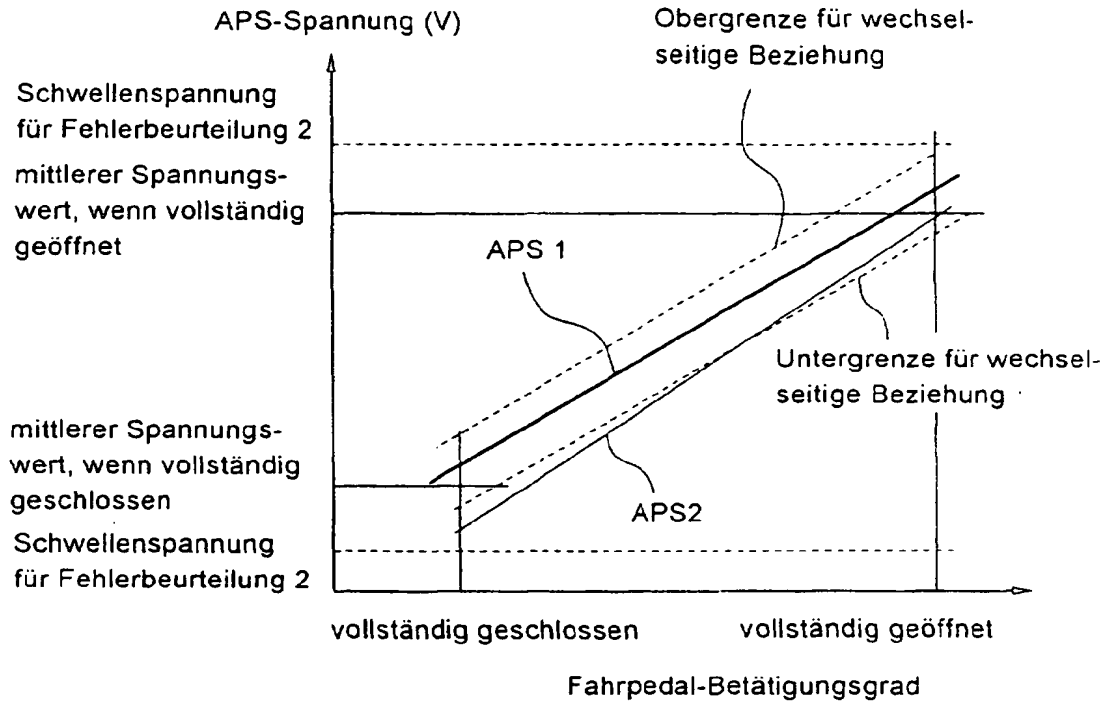 APS-Spannung (V)
Obergrenze für wechsel-
seitige Beziehung
Schwellenspannung
für Fehlerbeurteilung 2
mittlerer Spannungs-
wert, wenn vollständig
geöffnet
APS 1
Untergrenze für wechsel-
seitige Beziehung
mittlerer Spannungs-
wert, wenn vollständig
geschlossen
APS2
Schwellenspannung
für Fehlerbeurteilung 2
vollständig geschlossen
vollständig geöffnet
Fahrpedal-Betätigungsgrad